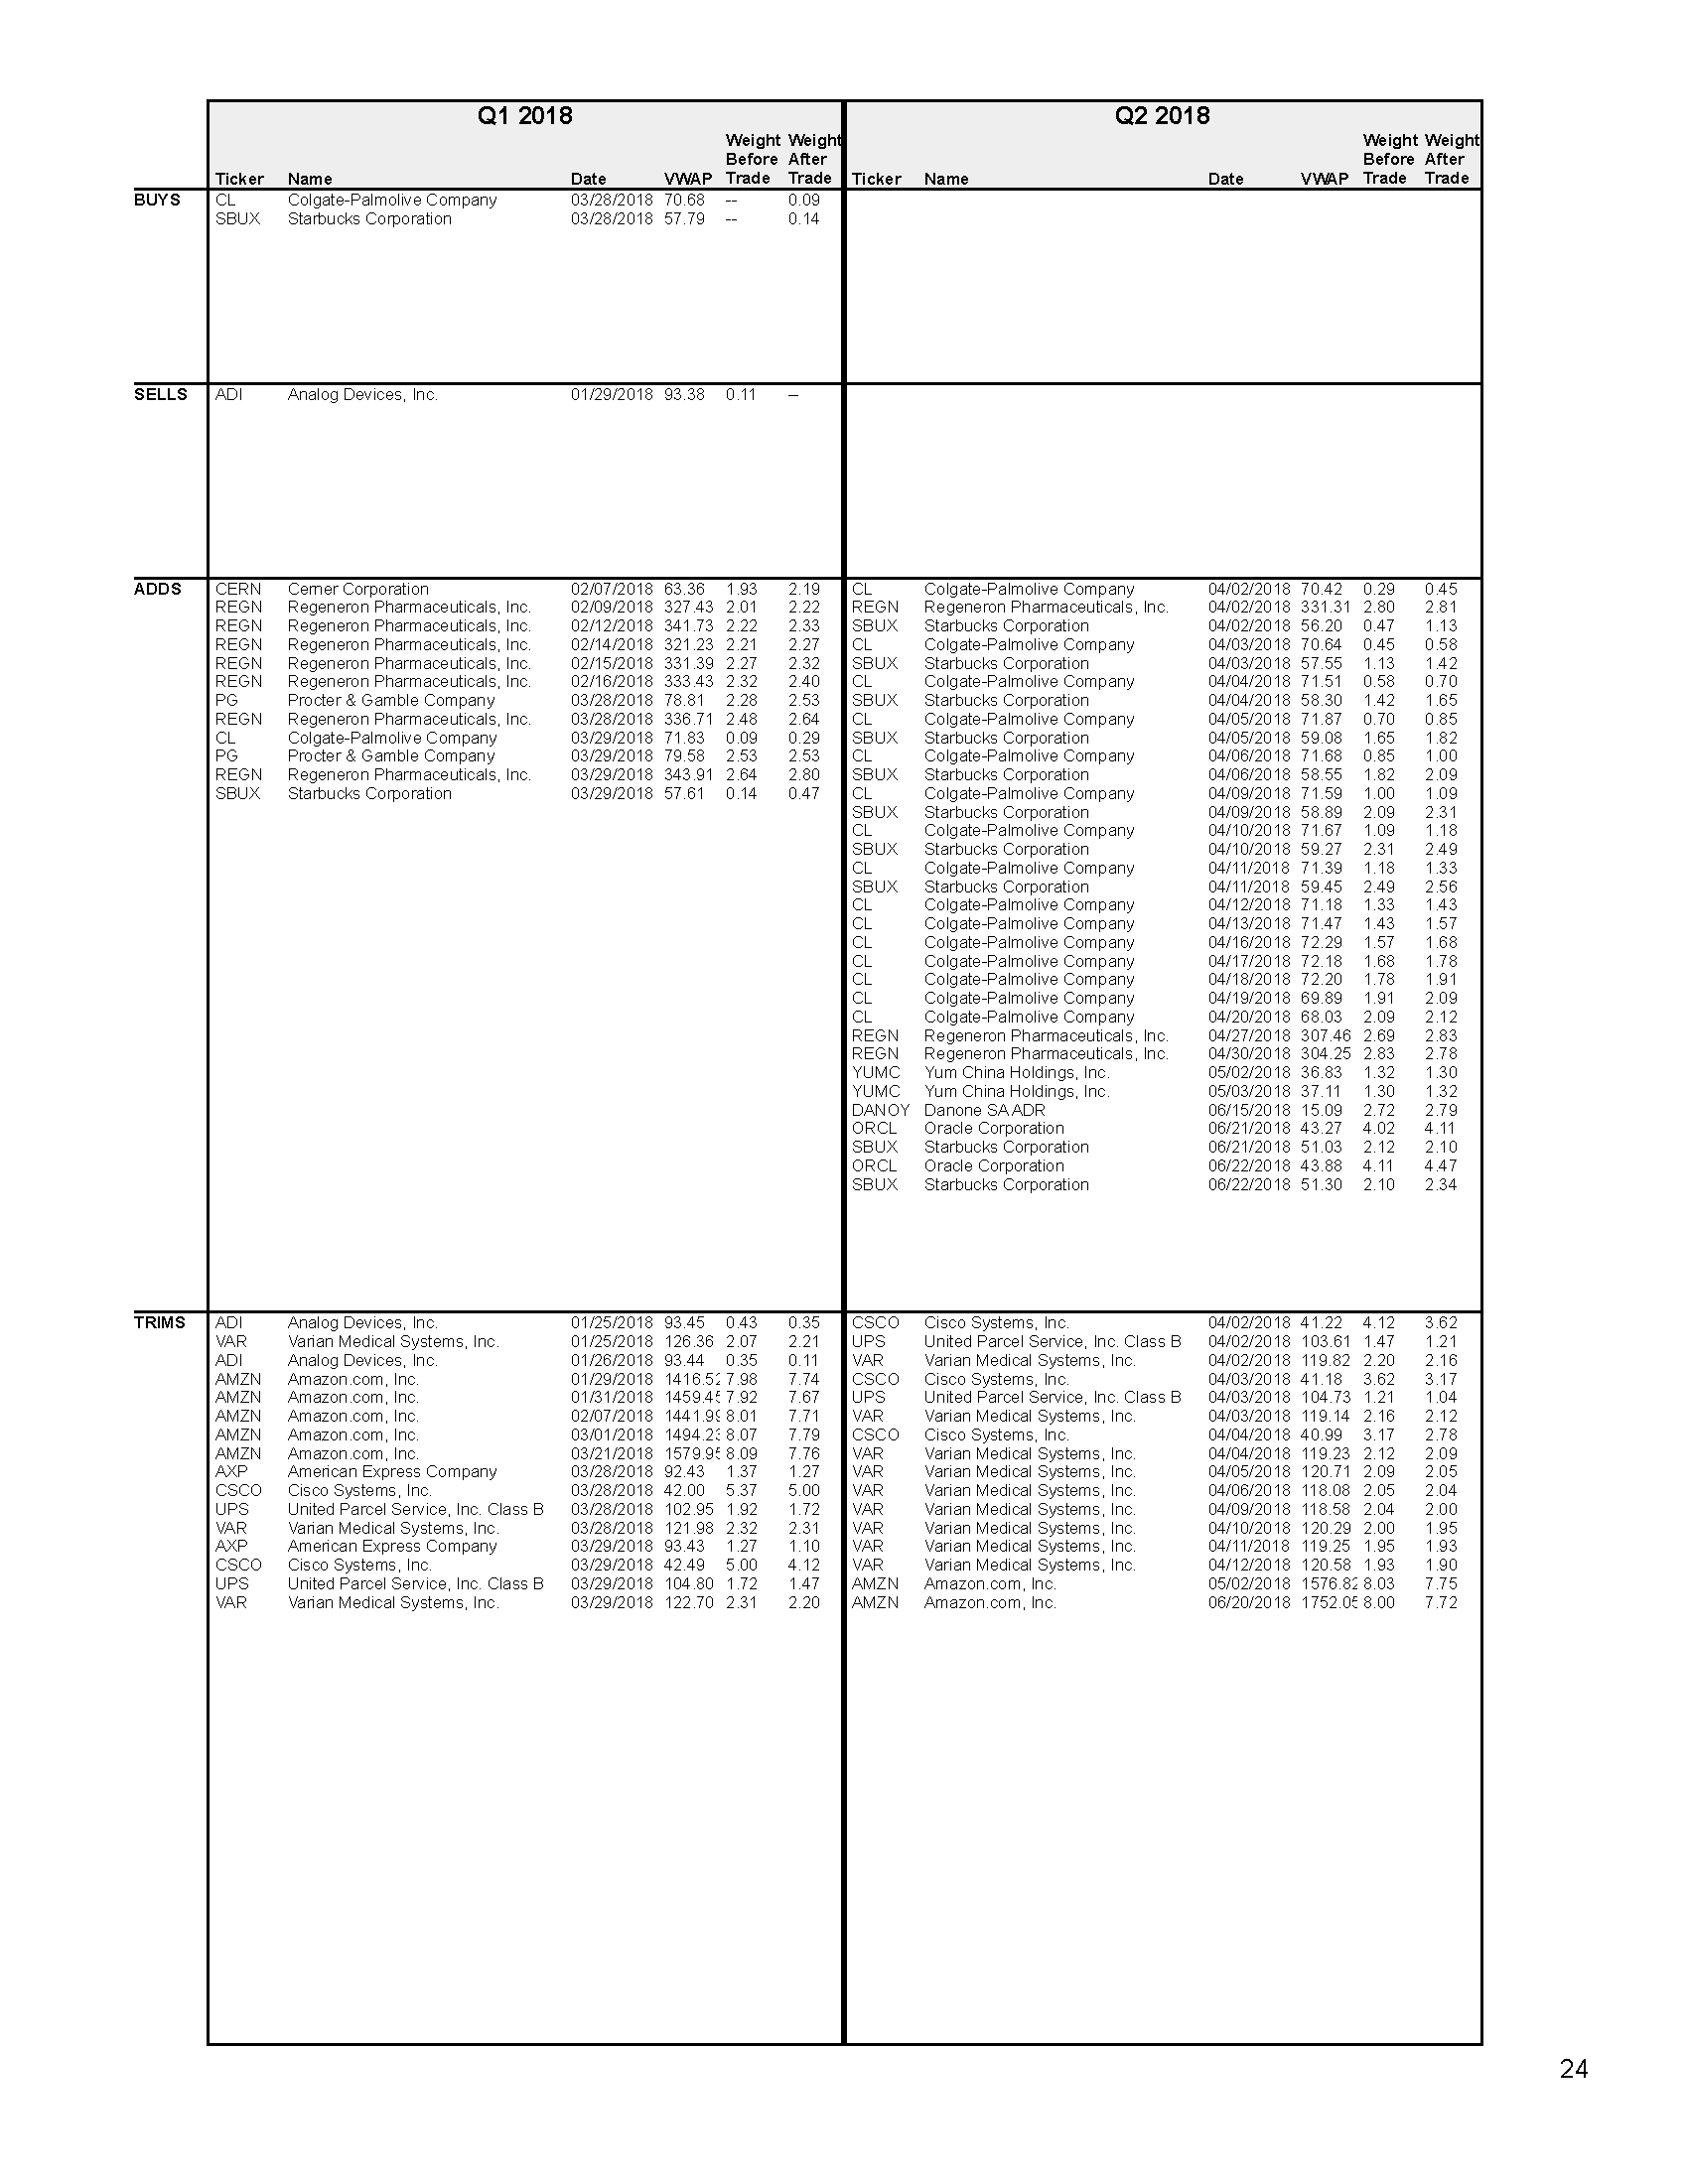 Q1 2018
Ticker Name Date VWAP Weight Before Trade Weight After Trade
BUYS
CL Colgate-Palmolive Company 03/28/2018 70.68 -- 0.09
SBUX Starbucks Corporation 03/28/2018 57.79 -- 0.14
SELLS
ADI Analog Devices, Inc. 01/29/2018 93.38 0.11 --
ADDS
CERN Cerner Corporation 02/07/2018 63.36 1.93 2.19
REGN Regeneron Pharmaceuticals, Inc. 02/09/2018 327.43 2.01 2.22
REGN Regeneron Pharmaceuticals, Inc. 02/12/2018 341.73 2.22 2.33
REGN Regeneron Pharmaceuticals, Inc. 02/14/2018 321.23 2.21 2.27
REGN Regeneron Pharmaceuticals, Inc. 02/15/2018 331.39 2.27 2.32
REGN Regeneron Pharmaceuticals, Inc. 02/16/2018 333.43 2.32 2.40
PG Procter & Gamble Company 03/28/2018 78.81 2.28 2.53
REGN Regeneron Pharmaceuticals, Inc. 03/28/2018 336.71 2.48 2.64
CL Colgate-Palmolive Company 03/29/2018 71.83 0.09 0.29
PG Procter & Gamble Company 03/29/2018 79.58 2.53 2.53
REGN Regeneron Pharmaceuticals, Inc. 03/29/2018 343.91 2.64 2.80
SBUX Starbucks Corporation 03/29/2018 57.61 0.14 0.47
TRIMS
ADI Analog Devices, Inc. 01/25/2018 93.45 0.43 0.35
VAR Varian Medical Systems, Inc. 01/25/2018 126.36 2.07 2.21
ADI Analog Devices, Inc. 01/26/2018 93.44 0.35 0.11
AMZN Amazon.com, Inc. 01/29/2018 1416.52 7.98 7.74
AMZN Amazon.com, Inc. 01/31/2018 1459.45 7.92 7.67
AMZN Amazon.com, Inc. 02/07/2018 1441.99 8.01 7.71
AMZN Amazon.com, Inc. 03/01/2018 1494.23 8.07 7.79
AMZN Amazon.com, Inc. 03/21/2018 1579.95 8.09 7.76
AXP American Express Company 03/28/2018 92.43 1.37 1.27
CSCO Cisco Systems, Inc. 03/28/2018 42.00 5.37 5.00
UPS United Parcel Service, Inc. Class B 03/28/2018 102.95 1.92 1.72
VAR Varian Medical Systems, Inc. 03/28/2018 121.98 2.32 2.31
AXP American Express Company 03/29/2018 93.43 1.27 1.10
CSCO Cisco Systems, Inc. 03/29/2018 42.49 5.00 4.12
UPS United Parcel Service, Inc. Class B 03/29/2018 104.80 1.72 1.47
VAR Varian Medical Systems, Inc. 03/29/2018 122.70 2.31 2.20
Q2 2018
Ticker Name Date VWAP Weight Before Trade Weight After Trade
CL Colgate-Palmolive Company 04/02/2018 70.42 0.29 0.45
REGN Regeneron Pharmaceuticals, Inc. 04/02/2018 331.31 2.80 2.81
SBUX Starbucks Corporation 04/02/2018 56.20 0.47 1.13
CL Colgate-Palmolive Company 04/03/2018 70.64 0.45 0.58
SBUX Starbucks Corporation 04/03/2018 57.55 1.13 1.42
CL Colgate-Palmolive Company 04/04/2018 71.51 0.58 0.70
SBUX Starbucks Corporation 04/04/2018 58.30 1.42 1.65
CL Colgate-Palmolive Company 04/05/2018 71.87 0.70 0.85
SBUX Starbucks Corporation 04/05/2018 59.08 1.65 1.82
CL Colgate-Palmolive Company 04/06/2018 71.68 0.85 1.00
SBUX Starbucks Corporation 04/06/2018 58.55 1.82 2.09
CL Colgate-Palmolive Company 04/09/2018 71.59 1.00 1.09
SBUX Starbucks Corporation 04/09/2018 58.89 2.09 2.31
CL Colgate-Palmolive Company 04/10/2018 71.67 1.09 1.18
SBUX Starbucks Corporation 04/10/2018 59.27 2.31 2.49
CL Colgate-Palmolive Company 04/11/2018 71.39 1.18 1.33
SBUX Starbucks Corporation 04/11/2018 59.45 2.49 2.56
CL Colgate-Palmolive Company 04/12/2018 71.18 1.33 1.43
CL Colgate-Palmolive Company 04/13/2018 71.47 1.43 1.57
CL Colgate-Palmolive Company 04/16/2018 72.29 1.57 1.68
CL Colgate-Palmolive Company 04/17/2018 72.18 1.68 1.78
CL Colgate-Palmolive Company 04/18/2018 72.20 1.78 1.91
CL Colgate-Palmolive Company 04/19/2018 69.89 1.91 2.09
CL Colgate-Palmolive Company 04/20/2018 68.03 2.09 2.12
REGN Regeneron Pharmaceuticals, Inc. 04/27/2018 307.46 2.69 2.83
REGN Regeneron Pharmaceuticals, Inc. 04/30/2018 304.25 2.83 2.78
YUMC Yum China Holdings, Inc. 05/02/2018 36.83 1.32 1.30
YUMC Yum China Holdings, Inc. 05/03/2018 37.11 1.30 1.32
DANOY Danone SA ADR 06/15/2018 15.09 2.72 2.79
ORCL Oracle Corporation 06/21/2018 43.27 4.02 4.11
SBUX Starbucks Corporation 06/21/2018 51.03 2.12 2.10
ORCL Oracle Corporation 06/22/2018 43.88 4.11 4.47
SBUX Starbucks Corporation 06/22/2018 51.30 2.10 2.34
CSCO Cisco Systems, Inc. 04/02/2018 41.22 4.12 3.62
UPS United Parcel Service, Inc. Class B 04/02/2018 103.61 1.47 1.21
VAR Varian Medical Systems, Inc. 04/02/2018 119.82 2.20 2.16
CSCO Cisco Systems, Inc. 04/03/2018 41.18 3.62 3.17
UPS United Parcel Service, Inc. Class B 04/03/2018 104.73 1.21 1.04
VAR Varian Medical Systems, Inc. 04/03/2018 119.14 2.16 2.12
CSCO Cisco Systems, Inc. 04/04/2018 40.99 3.17 2.78
VAR Varian Medical Systems, Inc. 04/04/2018 119.23 2.12 2.09
VAR Varian Medical Systems, Inc. 04/05/2018 120.71 2.09 2.05
VAR Varian Medical Systems, Inc. 04/06/2018 118.08 2.05 2.04
VAR Varian Medical Systems, Inc. 04/09/2018 118.58 2.04 2.00
VAR Varian Medical Systems, Inc. 04/10/2018 120.29 2.00 1.95
VAR Varian Medical Systems, Inc. 04/11/2018 119.25 1.95 1.93
VAR Varian Medical Systems, Inc. 04/12/2018 120.58 1.93 1.90
AMZN Amazon.com, Inc. 05/02/2018 1576.82 8.03 7.75
AMZN Amazon.com, Inc. 06/20/2018 1752.05 8.00 7.72
24